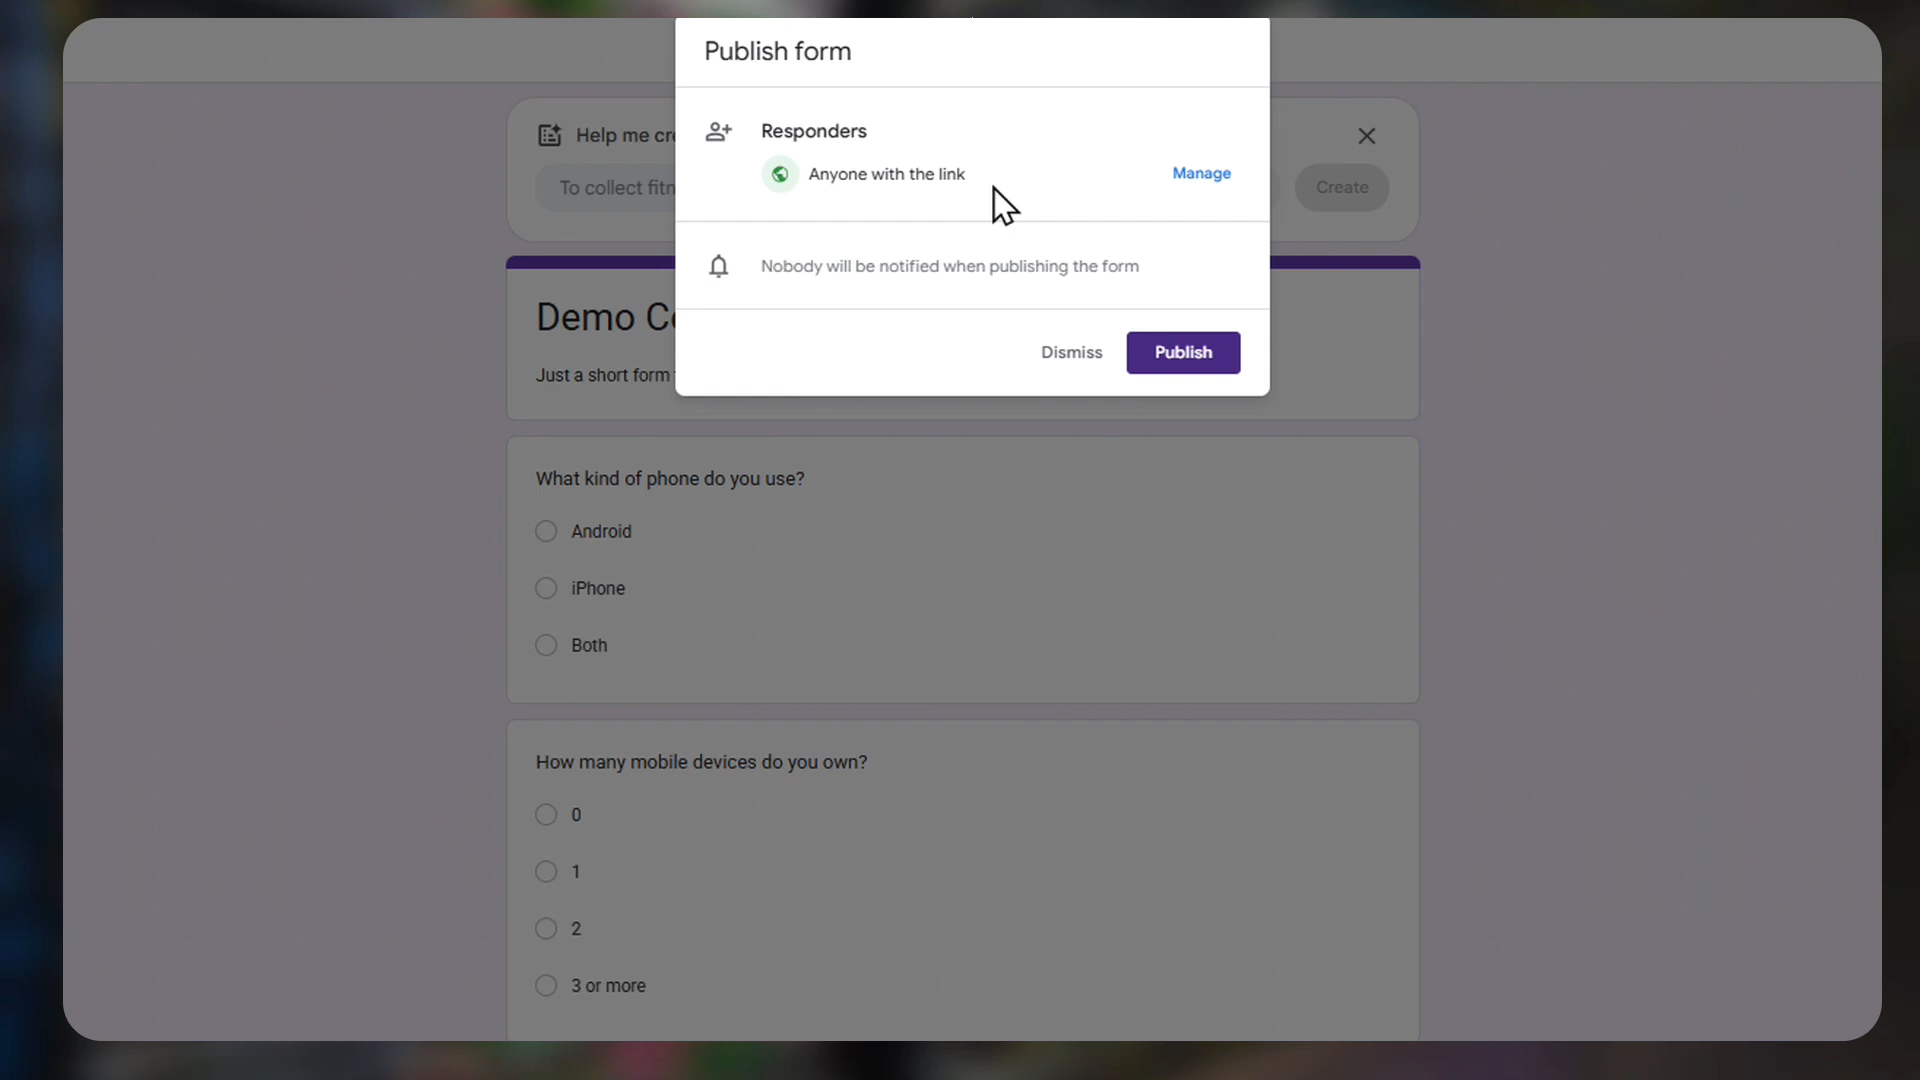 Publish form
Help me
Responders
Anyone with the link
Manage
To collect
Create
Nobody will be notified when publishing the form
Demo
Dismiss
Publish
Just a short form
What kind of phone do you use?
Android
iPhone
Both
How many mobile devices do you own?
0
1
2
3 or more